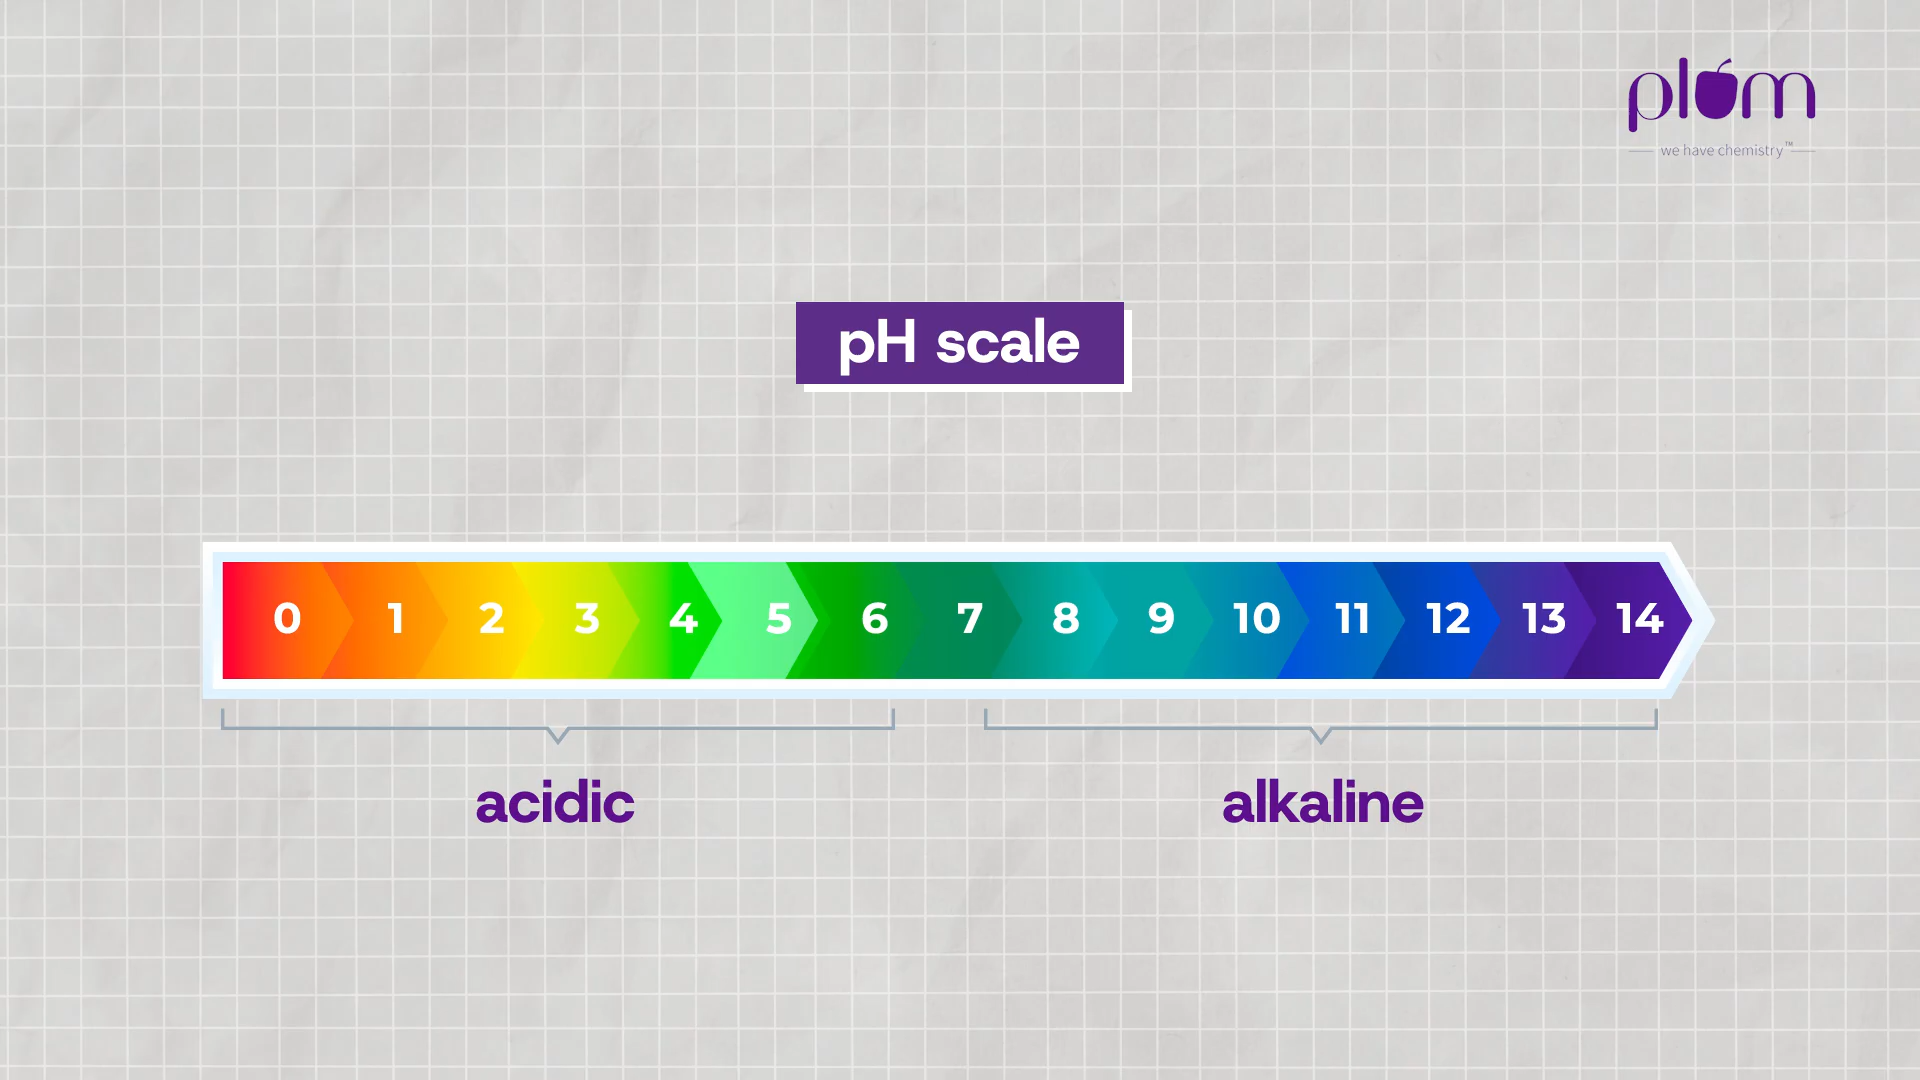 plum
we have chemistry™
pH scale
0 1 2 3 4 5 6 7 8 9 10 11 12 13 14
acidic alkaline